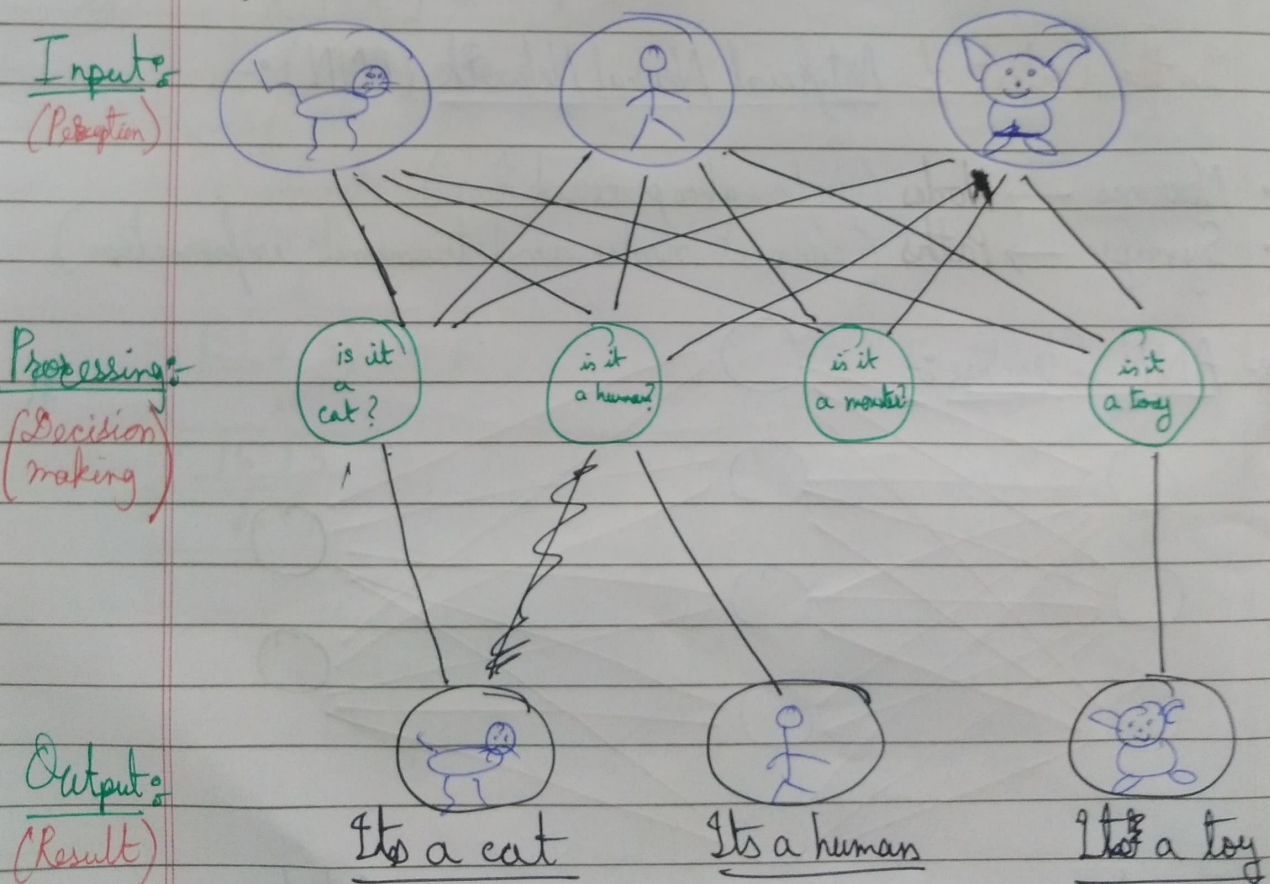 Input:-
(Peception)
Processing:-
(Decision
making)
is it
a
cat?
is it
a human?
is it
a monster?
is it
a toy
Output:-
(Result)
Its a cat
Its a human
Its a toy